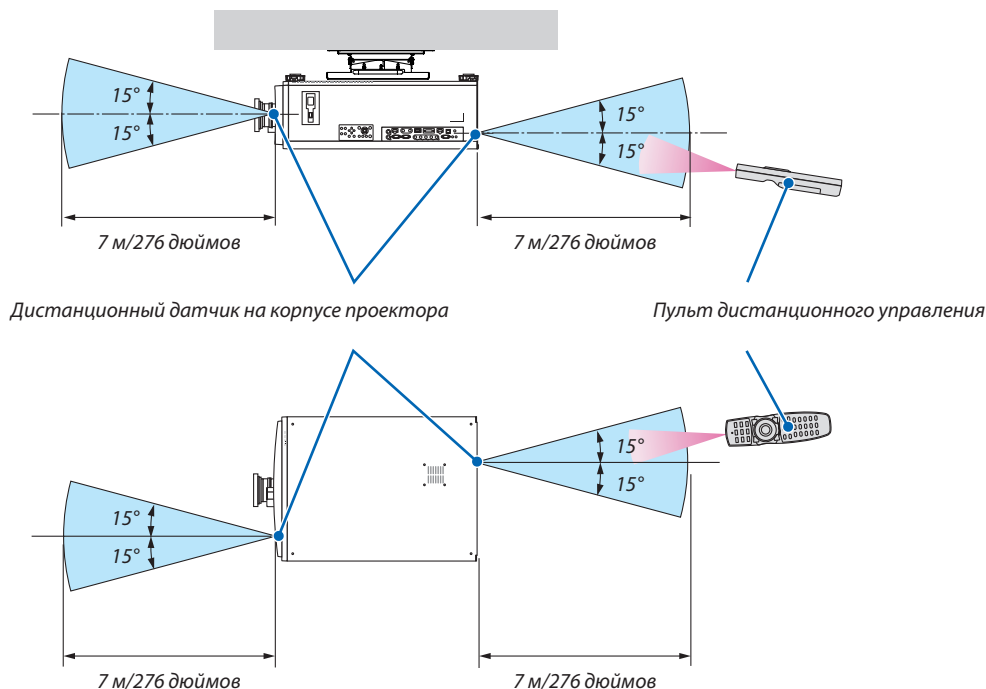 15°
15°
15°
15°
7 м/276 дюймов
7 м/276 дюймов
Дистанционный датчик на корпусе проектора
Пульт дистанционного управления
15°
15°
15°
15°
7 м/276 дюймов
7 м/276 дюймов